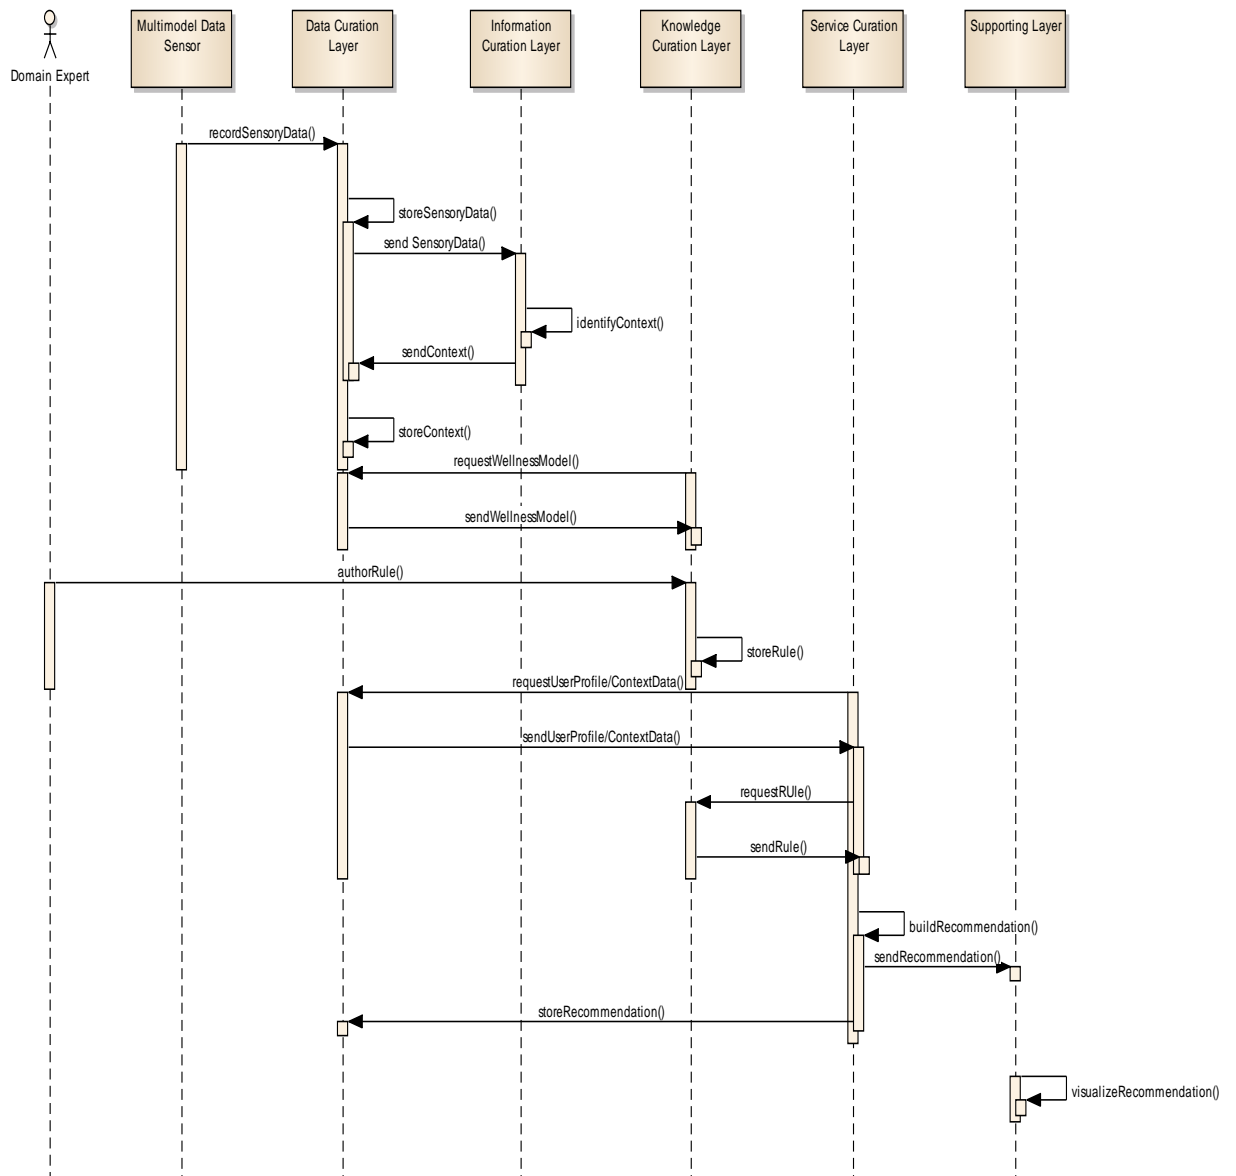 Multimodel Data
Sensor
Data Curation
Layer
Information
Curation Layer
Knowledge
Curation Layer
Service Curation
Layer
Supporting Layer
Domain Expert
recordSensoryData()
storeSensoryData()
send SensoryData()
identifyContext()
sendContext()
storeContext()
requestWellnessModel()
sendWellnessModel()
authorRule()
storeRule()
requestUserProfile/ContextData()
sendUserProfile/ContextData()
requestRUle()
sendRule()
buildRecommendation()
sendRecommendation()
storeRecommendation()
visualizeRecommendation()